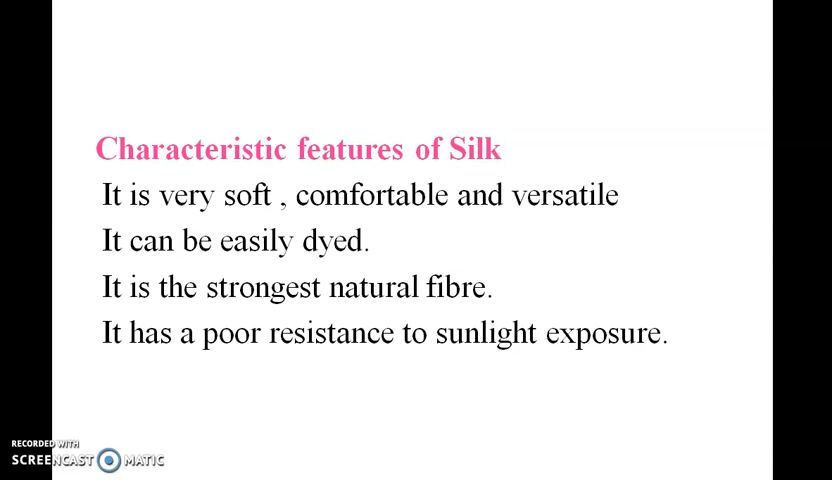 Characteristic features of Silk
It is very soft , comfortable and versatile
It can be easily dyed.
It is the strongest natural fibre.
It has a poor resistance to sunlight exposure.
RECORDED WITH
SCREENCAST MATIC